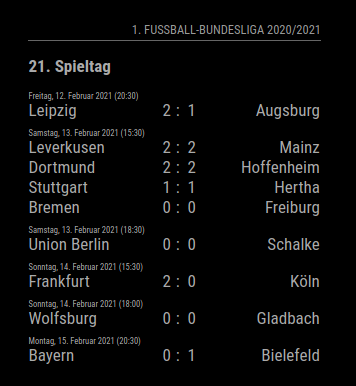 1. FUSSBALL-BUNDESLIGA 2020/2021
21. Spieltag
Freitag, 12. Februar 2021 (20:30)
Leipzig 2 : 1 Augsburg
Samstag, 13. Februar 2021 (15:30)
Leverkusen 2 : 2 Mainz
Dortmund 2 : 2 Hoffenheim
Stuttgart 1 : 1 Hertha
Bremen 0 : 0 Freiburg
Samstag, 13. Februar 2021 (18:30)
Union Berlin 0 : 0 Schalke
Sonntag, 14. Februar 2021 (15:30)
Frankfurt 2 : 0 Köln
Sonntag, 14. Februar 2021 (18:00)
Wolfsburg 0 : 0 Gladbach
Montag, 15. Februar 2021 (20:30)
Bayern 0 : 1 Bielefeld